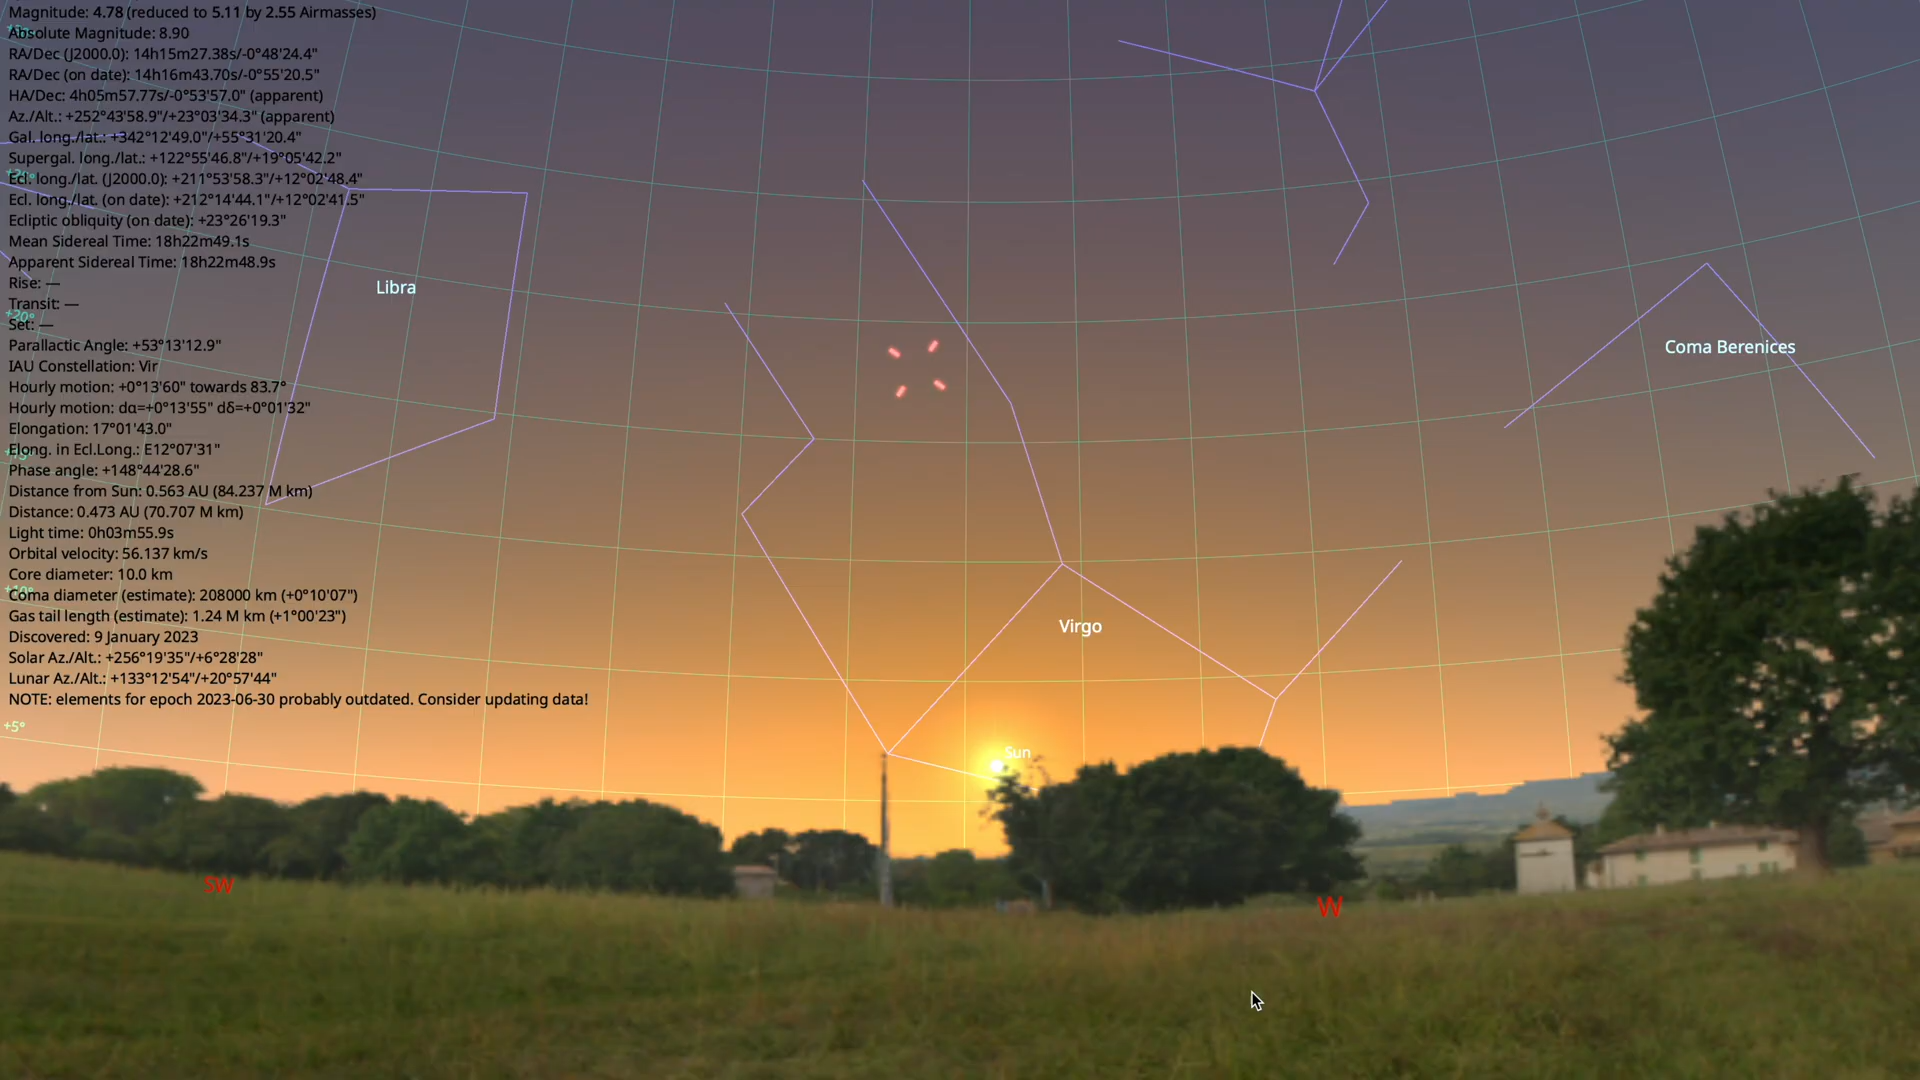 Magnitude: 4.78 (reduced to 5.11 by 2.55 Airmasses)
Absolute Magnitude: 8.90
RA/Dec (J2000.0): 14h15m27.38s/-0°48'24.4"
RA/Dec (on date): 14h16m43.70s/-0°55'20.5"
HA/Dec: 4h05m57.77s/-0°53'57.0" (apparent)
Az./Alt.: +252°43'58.9"/+23°03'34.3" (apparent)
Gal. long./lat.: +342°12'49.0"/+55°31'20.4"
Supergal. long./lat.: +122°55'46.8"/+19°05'42.2"
Ecl. long./lat. (J2000.0): +211°53'58.3"/+12°02'48.4"
Ecl. long./lat. (on date): +212°14'44.1"/+12°02'41.5"
Ecliptic obliquity (on date): +23°26'19.3"
Mean Sidereal Time: 18h22m49.1s
Apparent Sidereal Time: 18h22m48.9s
Rise: —
Transit: —
+20°
Set: —
Parallactic Angle: +53°13'12.9"
IAU Constellation: Vir
Hourly motion: +0°13'60" towards 83.7°
Hourly motion: dα=+0°13'55" dδ=+0°01'32"
Elongation: 17°01'43.0"
Elong. in Ecl.Long.: E12°07'31"
Phase angle: +148°44'28.6"
Distance from Sun: 0.563 AU (84.237 M km)
Distance: 0.473 AU (70.707 M km)
Light time: 0h03m55.9s
Orbital velocity: 56.137 km/s
Core diameter: 10.0 km
+10°
Coma diameter (estimate): 208000 km (+0°10'07")
Gas tail length (estimate): 1.24 M km (+1°00'23")
Discovered: 9 January 2023
Solar Az./Alt.: +256°19'35"/+6°28'28"
Lunar Az./Alt.: +133°12'54"/+20°57'44"
NOTE: elements for epoch 2023-06-30 probably outdated. Consider updating data!
+5°
Libra
Coma Berenices
Virgo
Sun
SW
W